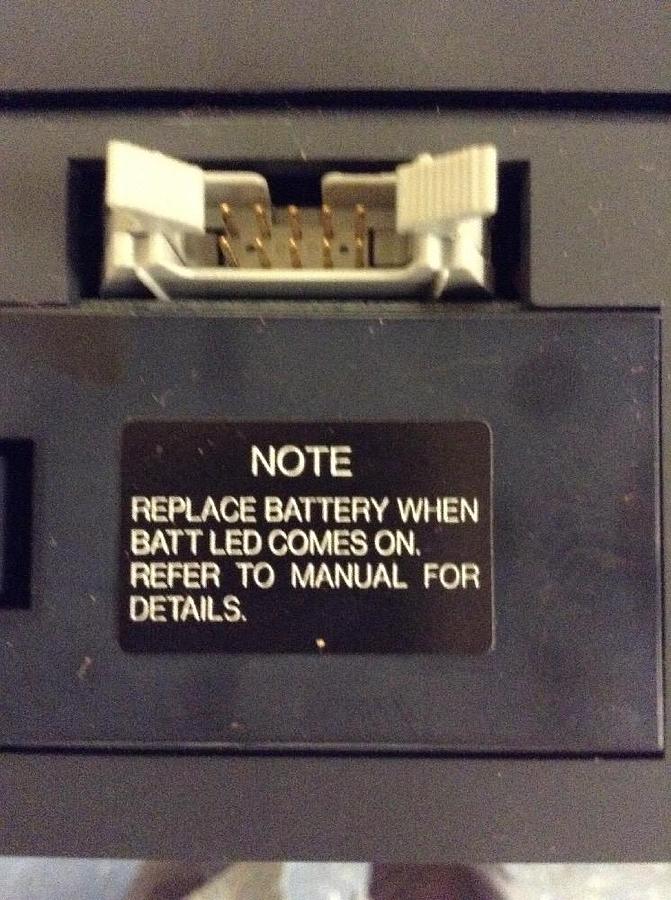 NOTE
REPLACE BATTERY WHEN
BATT LED COMES ON.
REFER TO MANUAL FOR
DETAILS.